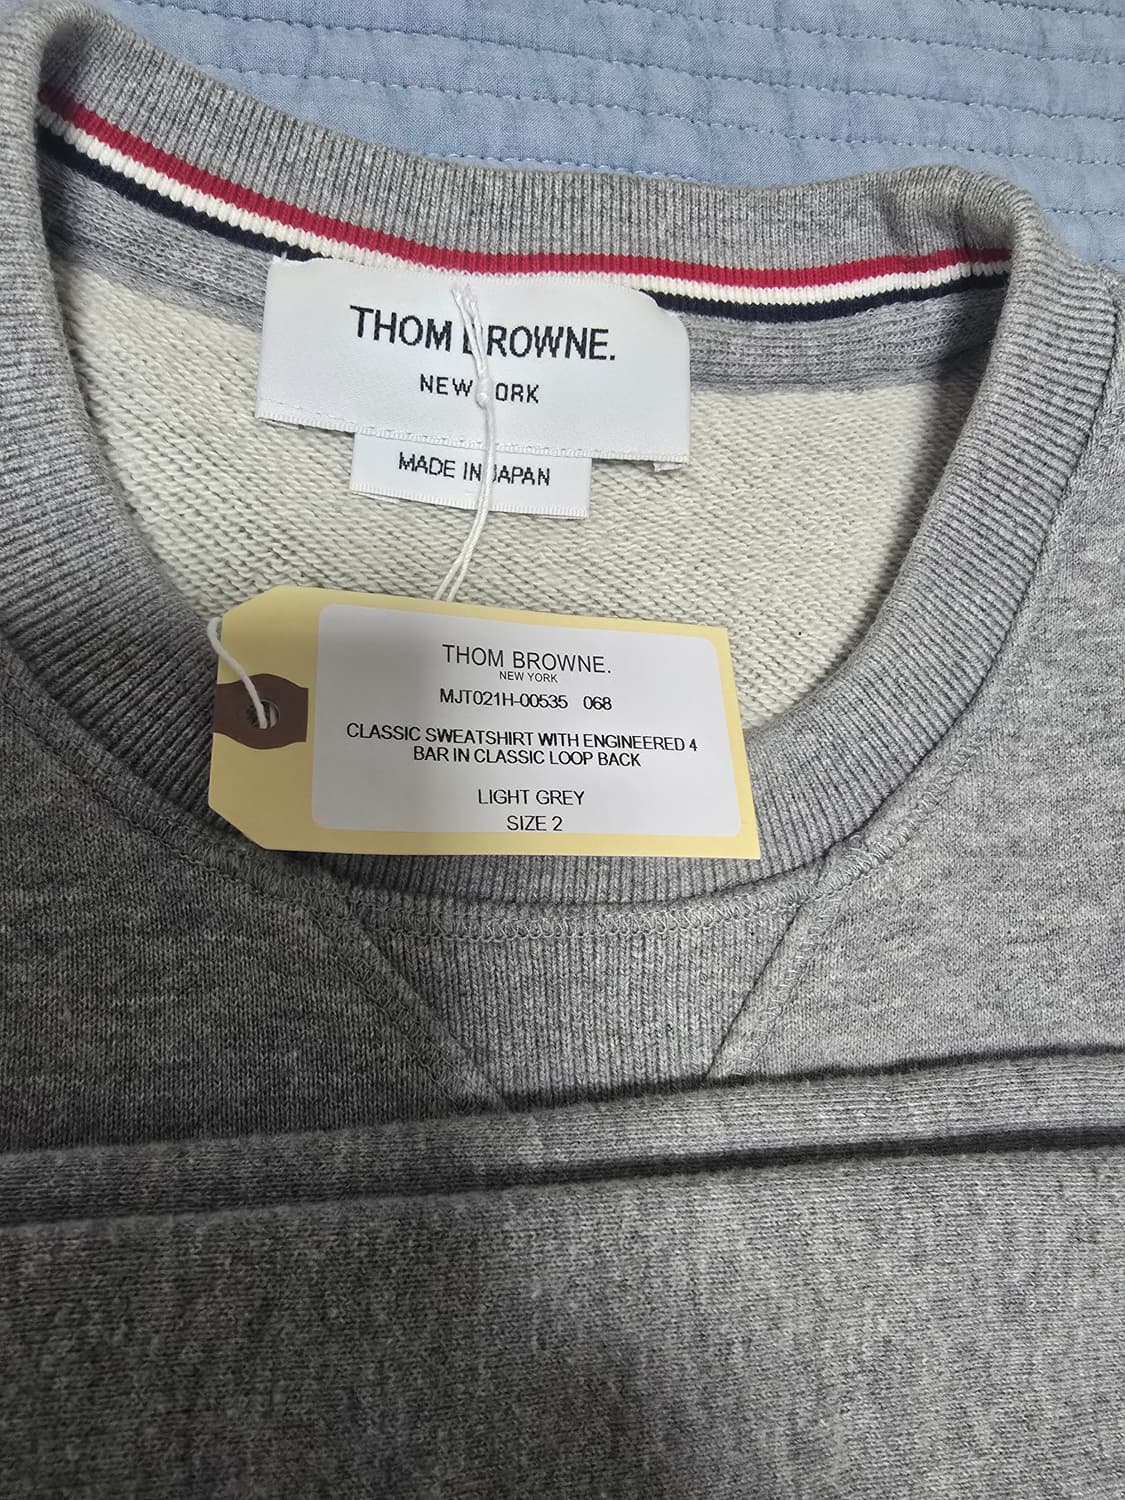 THOM BROWNE.
NEW YORK
MADE IN JAPAN
THOM BROWNE.
NEW YORK
MJT021H-00535 068
CLASSIC SWEATSHIRT WITH ENGINEERED 4
BAR IN CLASSIC LOOP BACK
LIGHT GREY
SIZE 2